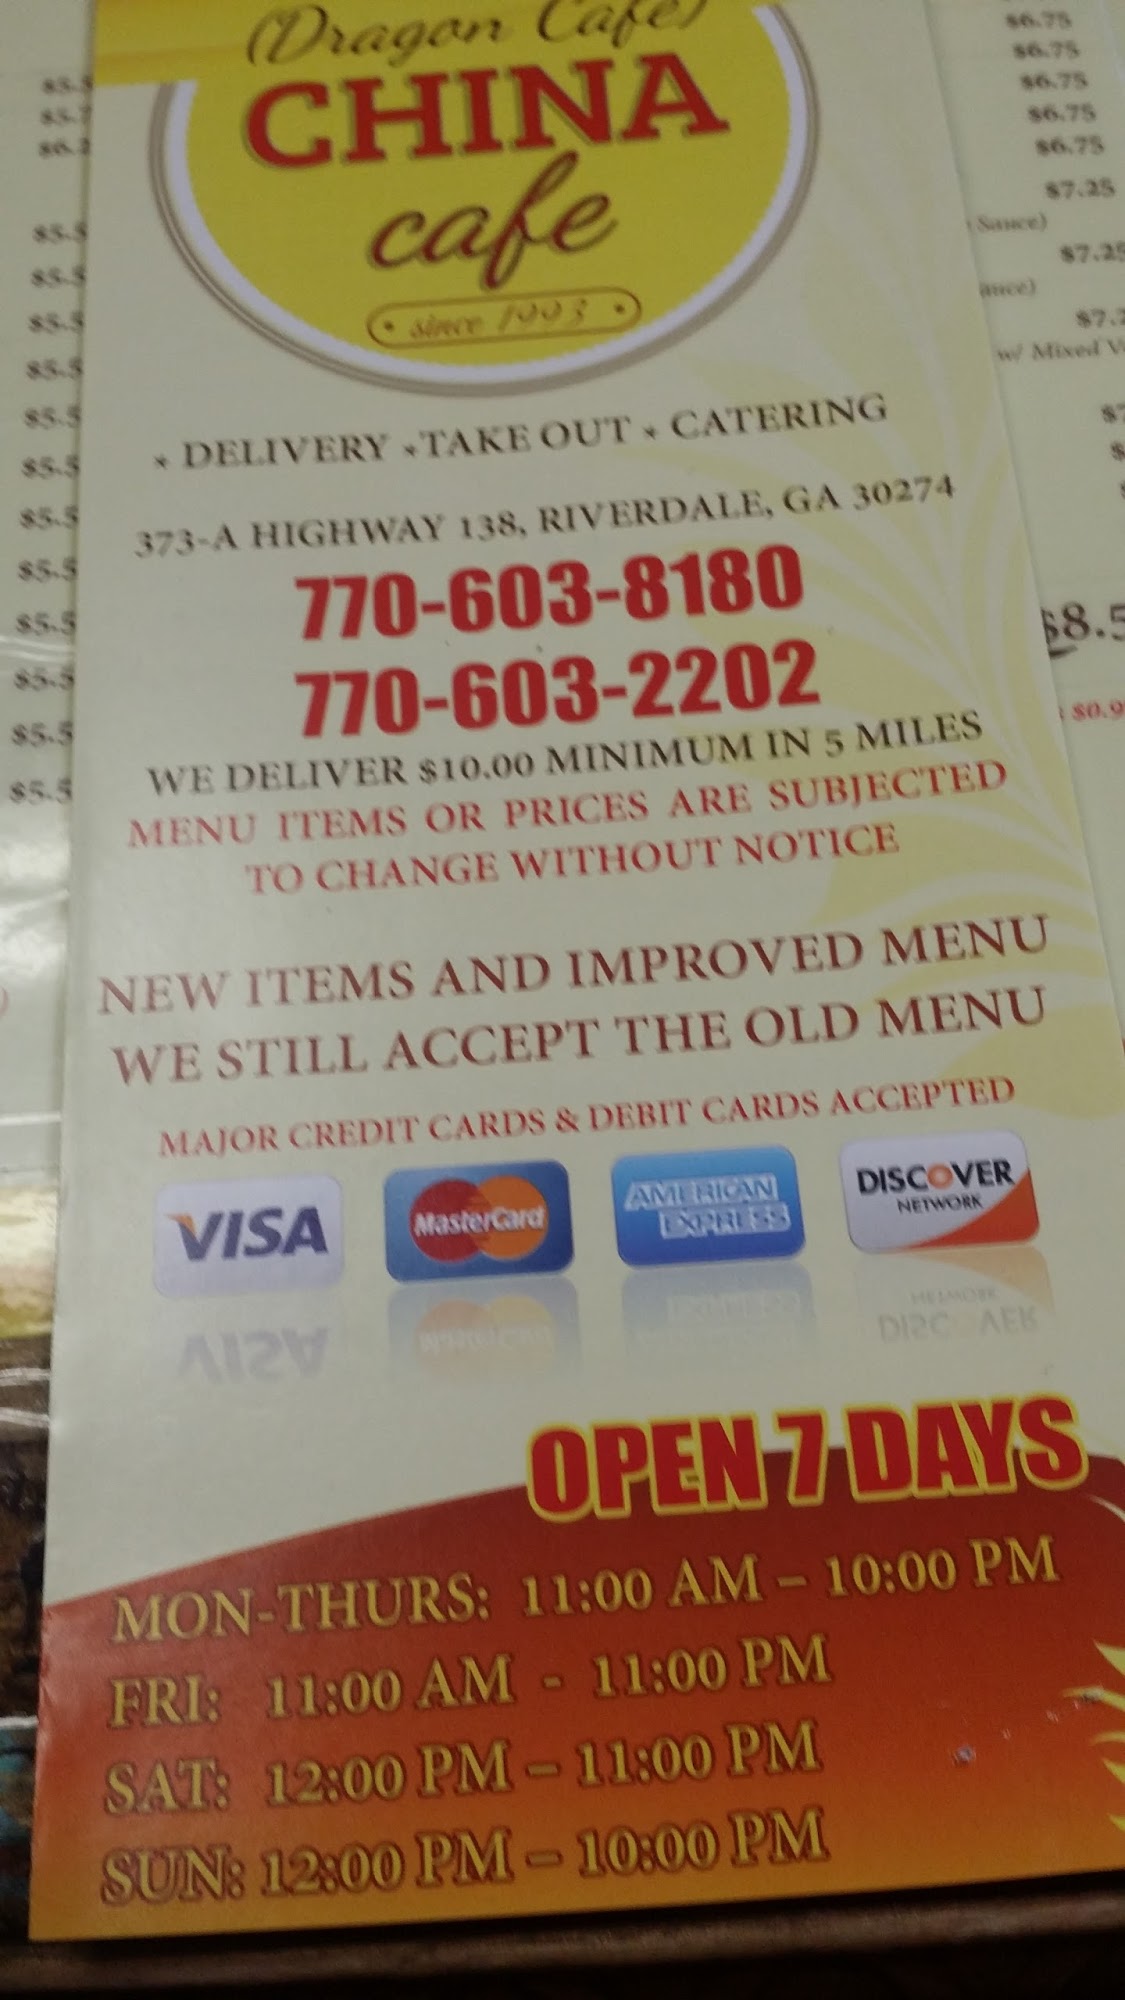 (Dragon Cafe)
CHINA
cafe
• since 1993 •
* DELIVERY *TAKE OUT * CATERING
373-A HIGHWAY 138, RIVERDALE, GA 30274
770-603-8180
770-603-2202
WE DELIVER $10.00 MINIMUM IN 5 MILES
MENU ITEMS OR PRICES ARE SUBJECTED
TO CHANGE WITHOUT NOTICE
NEW ITEMS AND IMPROVED MENU
WE STILL ACCEPT THE OLD MENU
MAJOR CREDIT CARDS & DEBIT CARDS ACCEPTED
VISA
MasterCard
AMERICAN
EXPRESS
DISCOVER
NETWORK
OPEN 7 DAYS
MON-THURS: 11:00 AM – 10:00 PM
FRI: 11:00 AM - 11:00 PM
SAT: 12:00 PM – 11:00 PM
SUN: 12:00 PM – 10:00 PM
$6.75
$6.75
$6.75
$6.75
$6.75
$7.25
Sauce)
$7.25
w/ Mixed